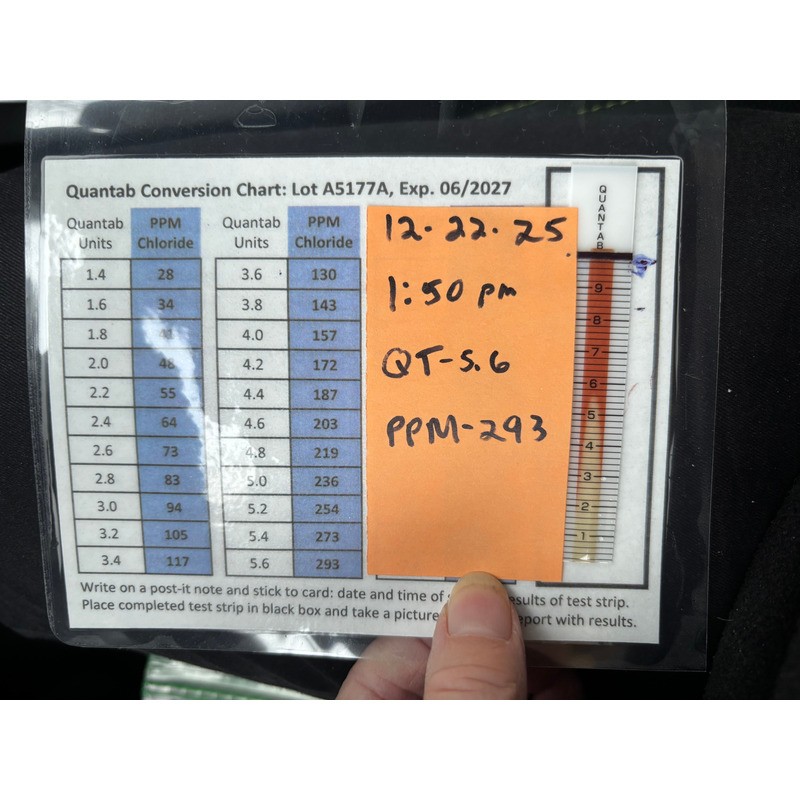 Quantab Conversion Chart: Lot A5177A, Exp. 06/2027
Quantab Units PPM Chloride Quantab Units PPM Chloride
1.4 28 3.6 130
1.6 34 3.8 143
1.8 41 4.0 157
2.0 48 4.2 172
2.2 55 4.4 187
2.4 64 4.6 203
2.6 73 4.8 219
2.8 83 5.0 236
3.0 94 5.2 254
3.2 105 5.4 273
3.4 117 5.6 293
12.22.25
1:50 pm
QT-5.6
PPM-293
QUANTAB
9
8
7
6
5
4
3
2
1
Write on a post-it note and stick to card: date and time of results of test strip.
Place completed test strip in black box and take a picture with results.